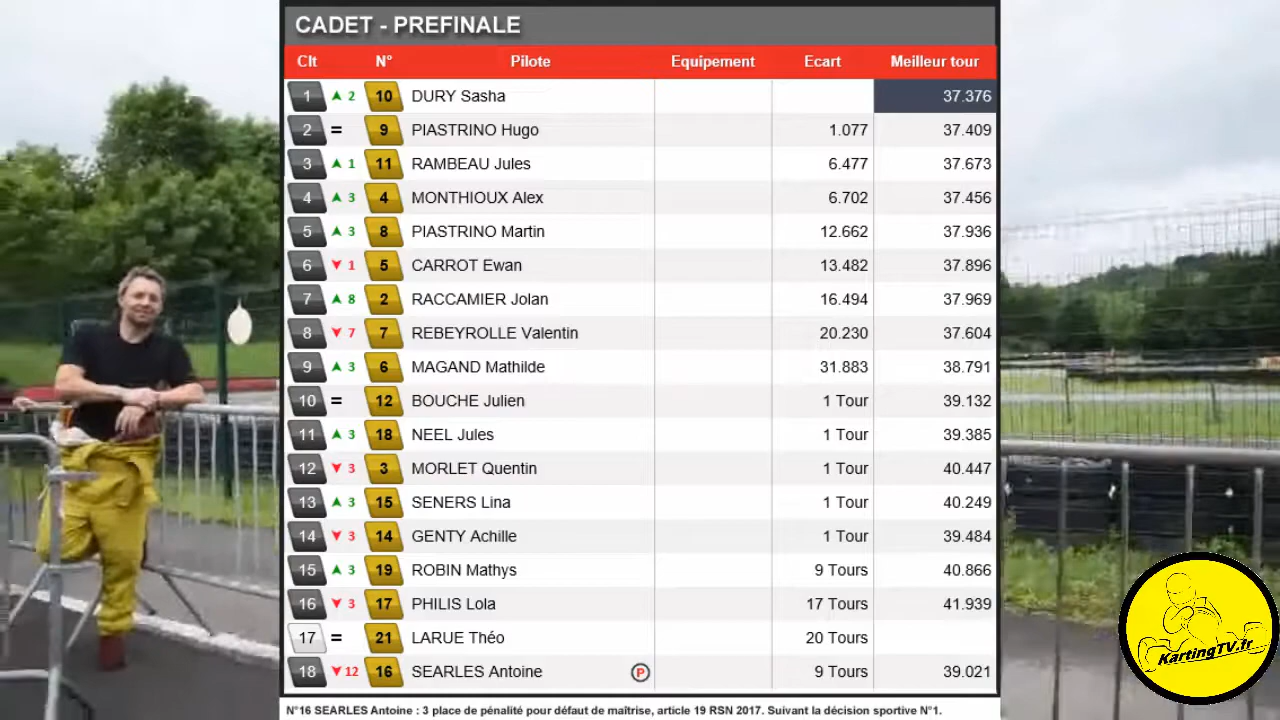 CADET - PREFINALE
Clt N° Pilote Equipement Ecart Meilleur tour
1 ▲ 2 10 DURY Sasha 37.376
2 = 9 PIASTRINO Hugo 1.077 37.409
3 ▲ 1 11 RAMBEAU Jules 6.477 37.673
4 ▲ 3 4 MONTHIOUX Alex 6.702 37.456
5 ▲ 3 8 PIASTRINO Martin 12.662 37.936
6 ▼ 1 5 CARROT Ewan 13.482 37.896
7 ▲ 8 2 RACCAMIER Jolan 16.494 37.969
8 ▼ 7 7 REBEYROLLE Valentin 20.230 37.604
9 ▲ 3 6 MAGAND Mathilde 31.883 38.791
10 = 12 BOUCHE Julien 1 Tour 39.132
11 ▲ 3 18 NEEL Jules 1 Tour 39.385
12 ▼ 3 3 MORLET Quentin 1 Tour 40.447
13 ▲ 3 15 SENERS Lina 1 Tour 40.249
14 ▼ 3 14 GENTY Achille 1 Tour 39.484
15 ▲ 3 19 ROBIN Mathys 9 Tours 40.866
16 ▼ 3 17 PHILIS Lola 17 Tours 41.939
17 = 21 LARUE Théo 20 Tours
18 ▼ 12 16 SEARLES Antoine P 9 Tours 39.021
N°16 SEARLES Antoine : 3 place de pénalité pour défaut de maîtrise, article 19 RSN 2017. Suivant la décision sportive N°1.
KartingTV.fr